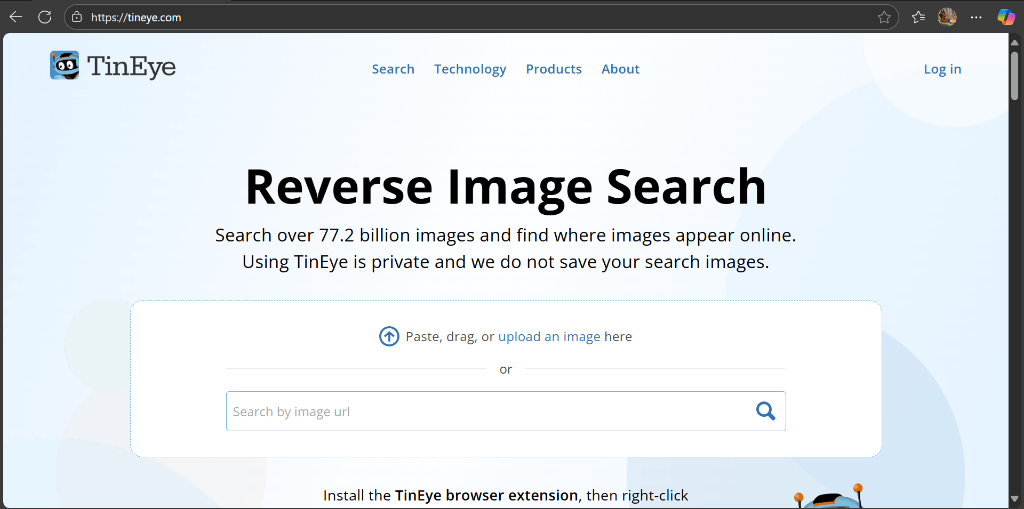 https://tineye.com
TinEye
Search Technology Products About
Log in
Reverse Image Search
Search over 77.2 billion images and find where images appear online.
Using TinEye is private and we do not save your search images.
Paste, drag, or upload an image here
or
Search by image url
Install the TinEye browser extension, then right-click